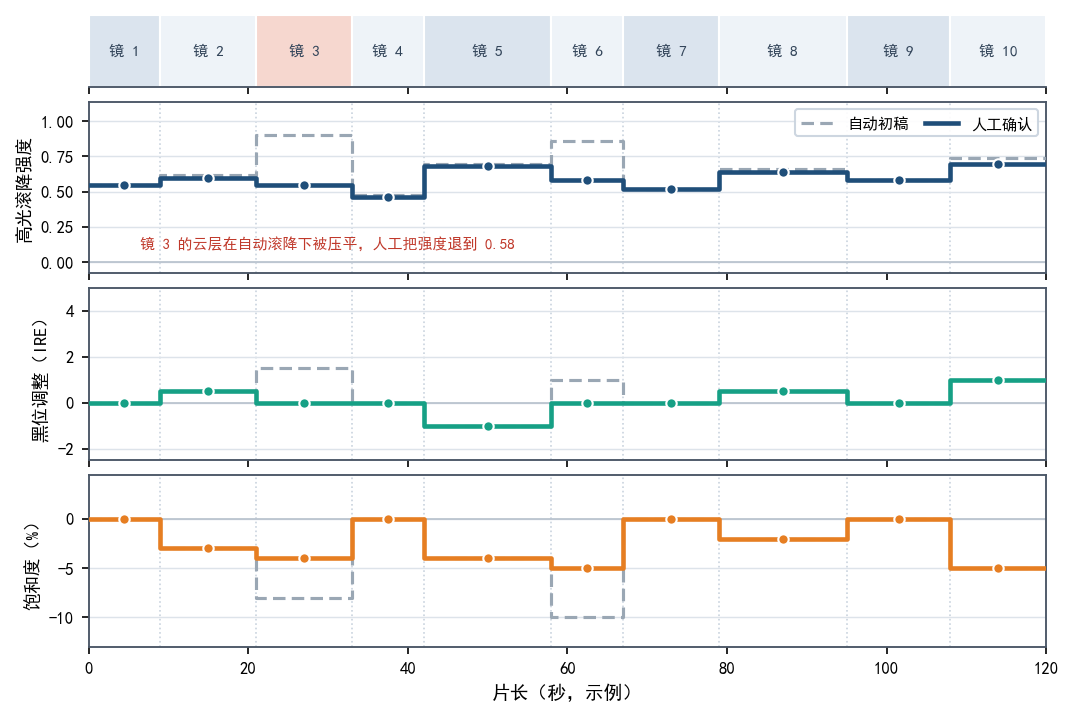 镜 1
镜 2
镜 3
镜 4
镜 5
镜 6
镜 7
镜 8
镜 9
镜 10
高光滚降强度
1.00
0.75
0.50
0.25
0.00
自动初稿
人工确认
镜 3 的云层在自动滚降下被压平，人工把强度退到 0.58
黑位调整（IRE）
4
2
0
−2
饱和度（%）
0
−5
−10
0
20
40
60
80
100
120
片长（秒，示例）